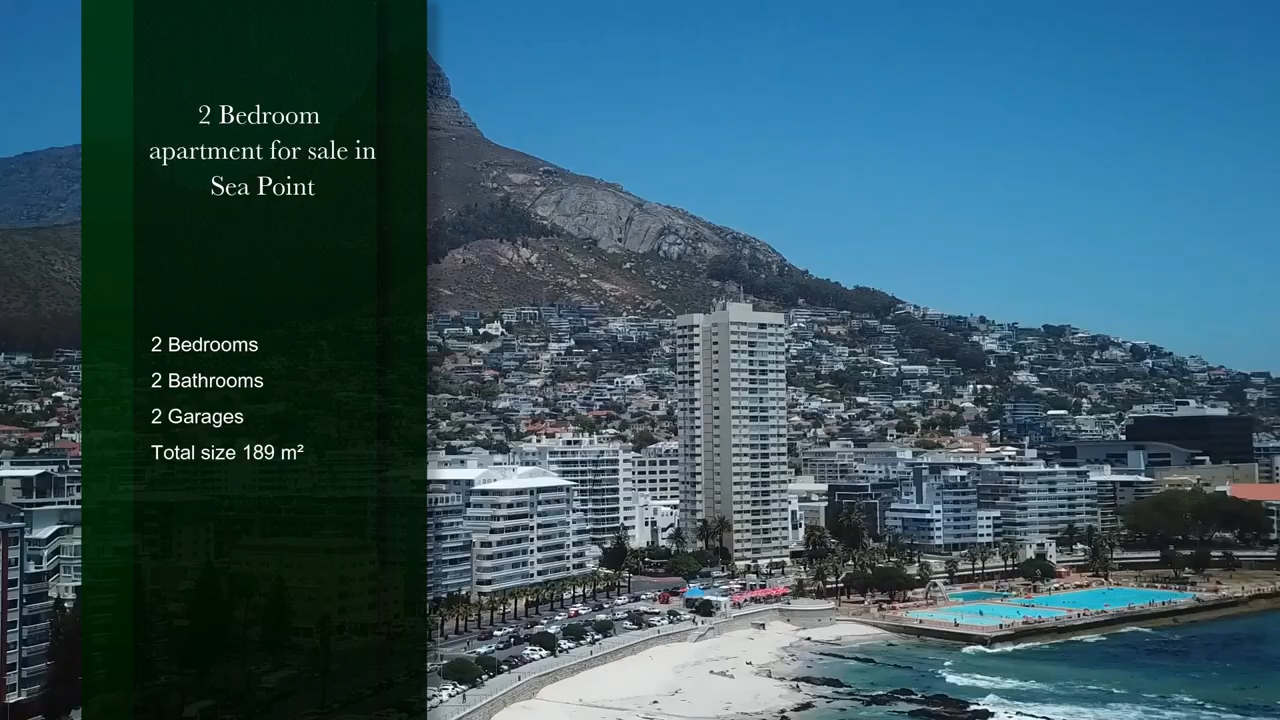 2 Bedroom
apartment for sale in
Sea Point
2 Bedrooms
2 Bathrooms
2 Garages
Total size 189 m²